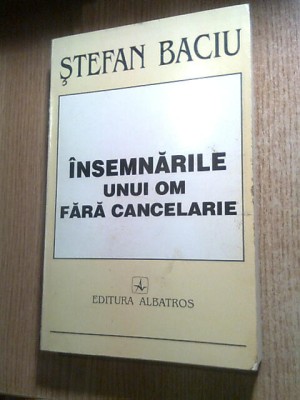 ŞTEFAN BACIU
ÎNSEMNĂRILE
UNUI OM
FĂRĂ CANCELARIE
EDITURA ALBATROS